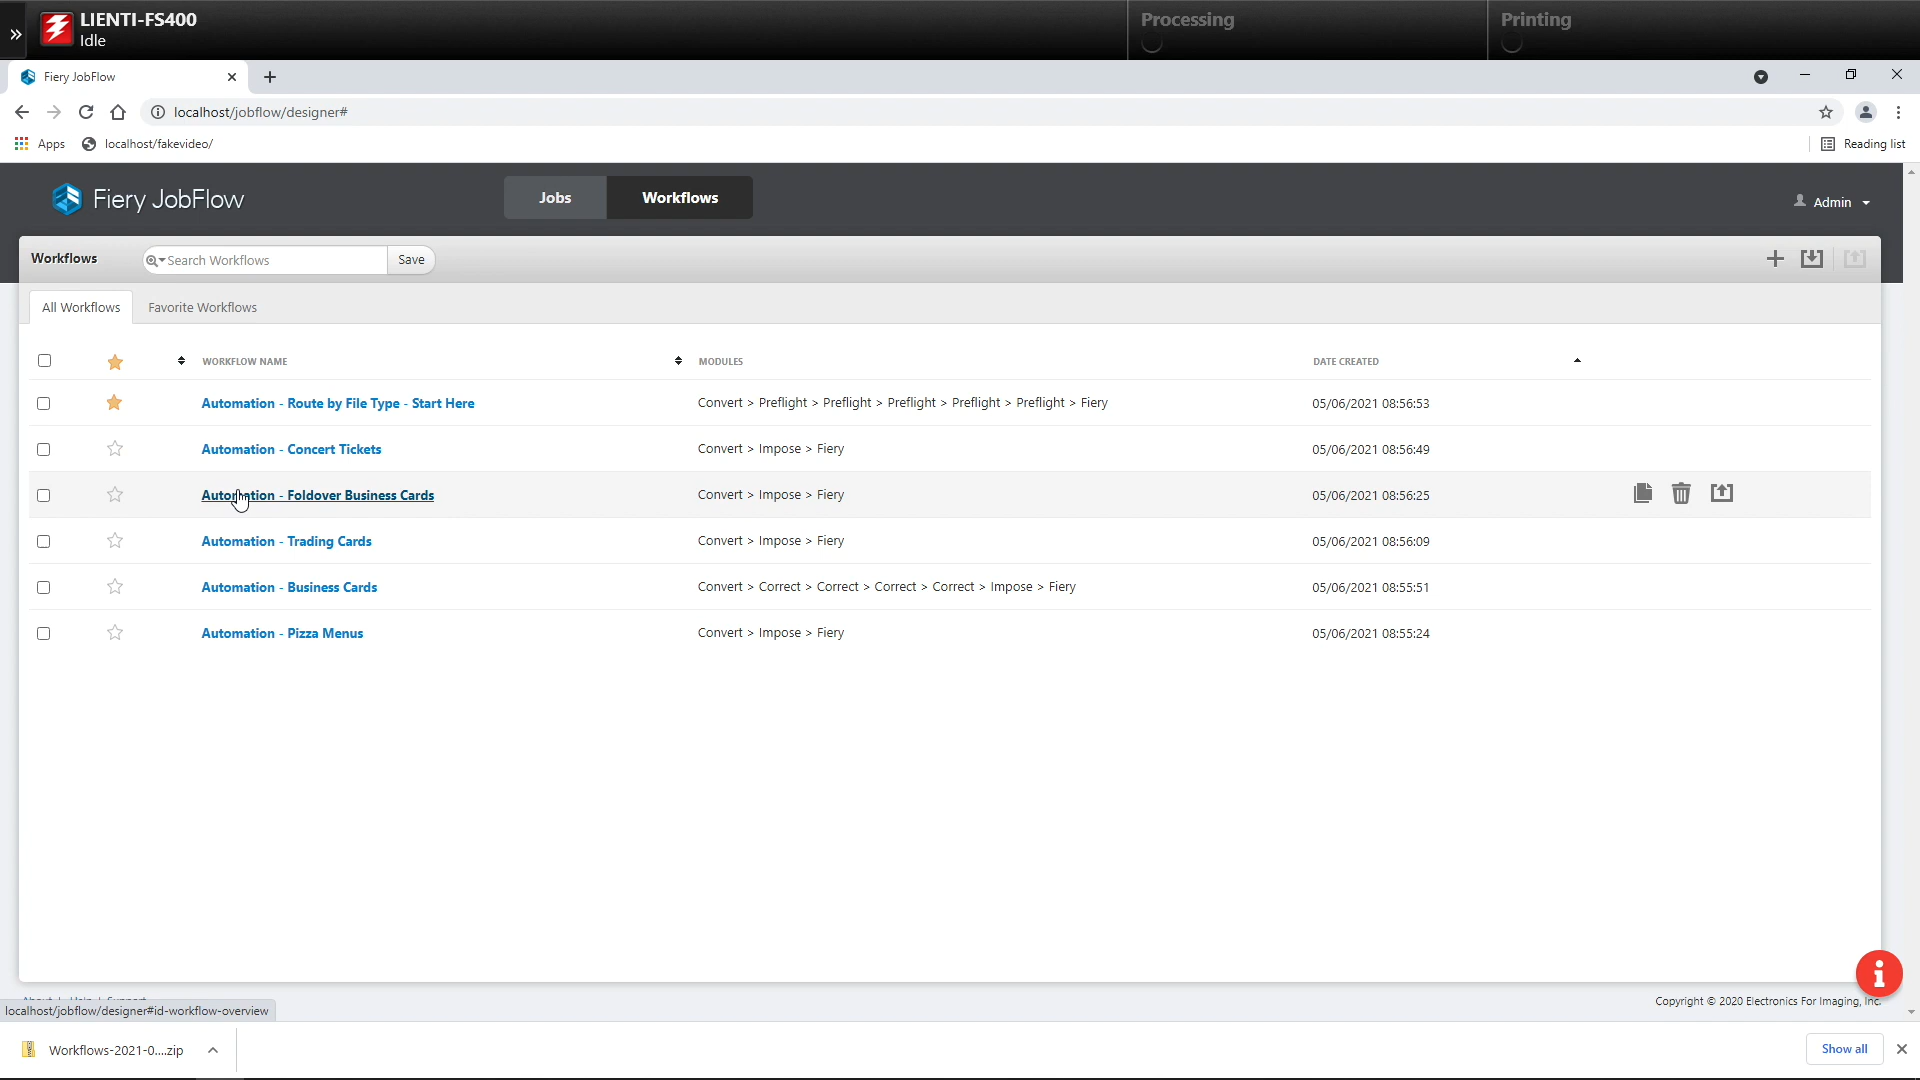 LIENTI-FS400
Idle
Processing
Printing
Fiery JobFlow
localhost/jobflow/designer#
Apps
localhost/fakevideo/
Reading list
Fiery JobFlow
Jobs
Workflows
Admin
Workflows
Search Workflows
Save
All Workflows
Favorite Workflows
WORKFLOW NAME
MODULES
DATE CREATED
Automation - Route by File Type - Start Here
Convert > Preflight > Preflight > Preflight > Preflight > Preflight > Fiery
05/06/2021 08:56:53
Automation - Concert Tickets
Convert > Impose > Fiery
05/06/2021 08:56:49
Automation - Foldover Business Cards
Convert > Impose > Fiery
05/06/2021 08:56:25
Automation - Trading Cards
Convert > Impose > Fiery
05/06/2021 08:56:09
Automation - Business Cards
Convert > Correct > Correct > Correct > Correct > Impose > Fiery
05/06/2021 08:55:51
Automation - Pizza Menus
Convert > Impose > Fiery
05/06/2021 08:55:24
Copyright © 2020 Electronics For Imaging, Inc.
localhost/jobflow/designer#id-workflow-overview
Workflows-2021-0....zip
Show all